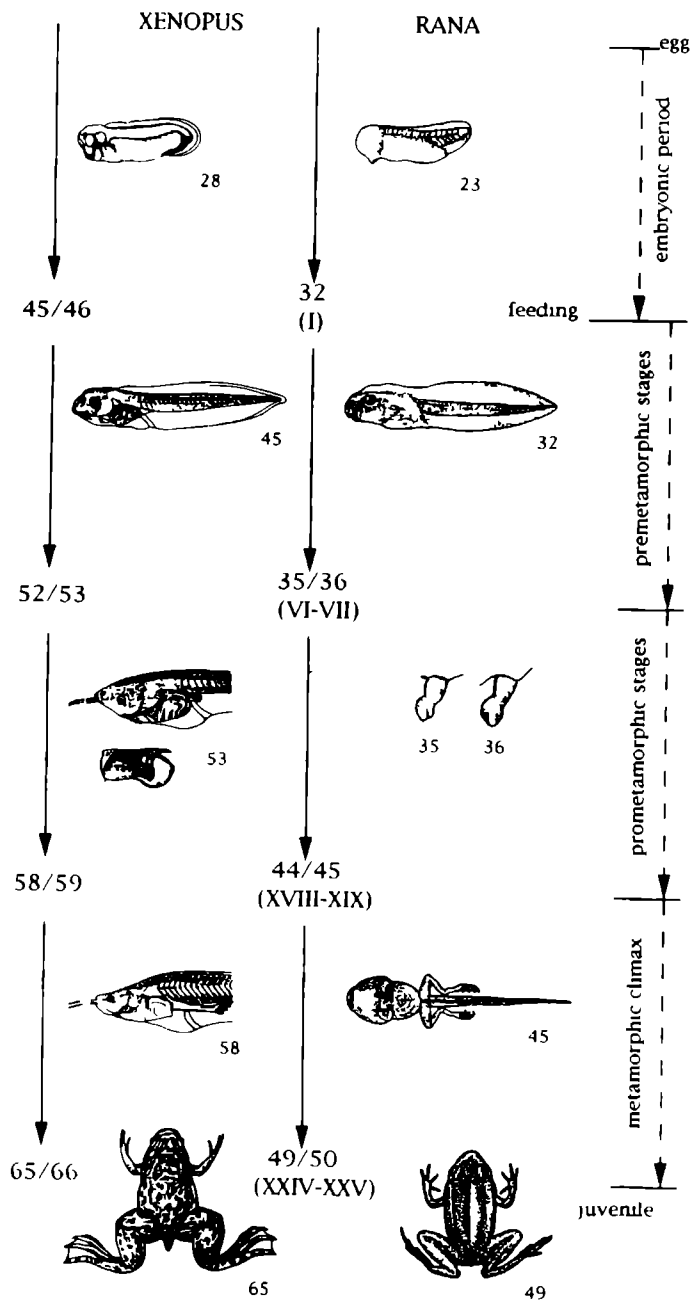 XENOPUS RANA
egg
embryonic period
28 23
45/46 32
(I)
feeding
premetamorphic stages
45 32
52/53 35/36
(VI-VII)
prometamorphic stages
53 35 36
58/59 44/45
(XVIII-XIX)
metamorphic climax
58 45
65/66 49/50
(XXIV-XXV)
juvenile
65 49